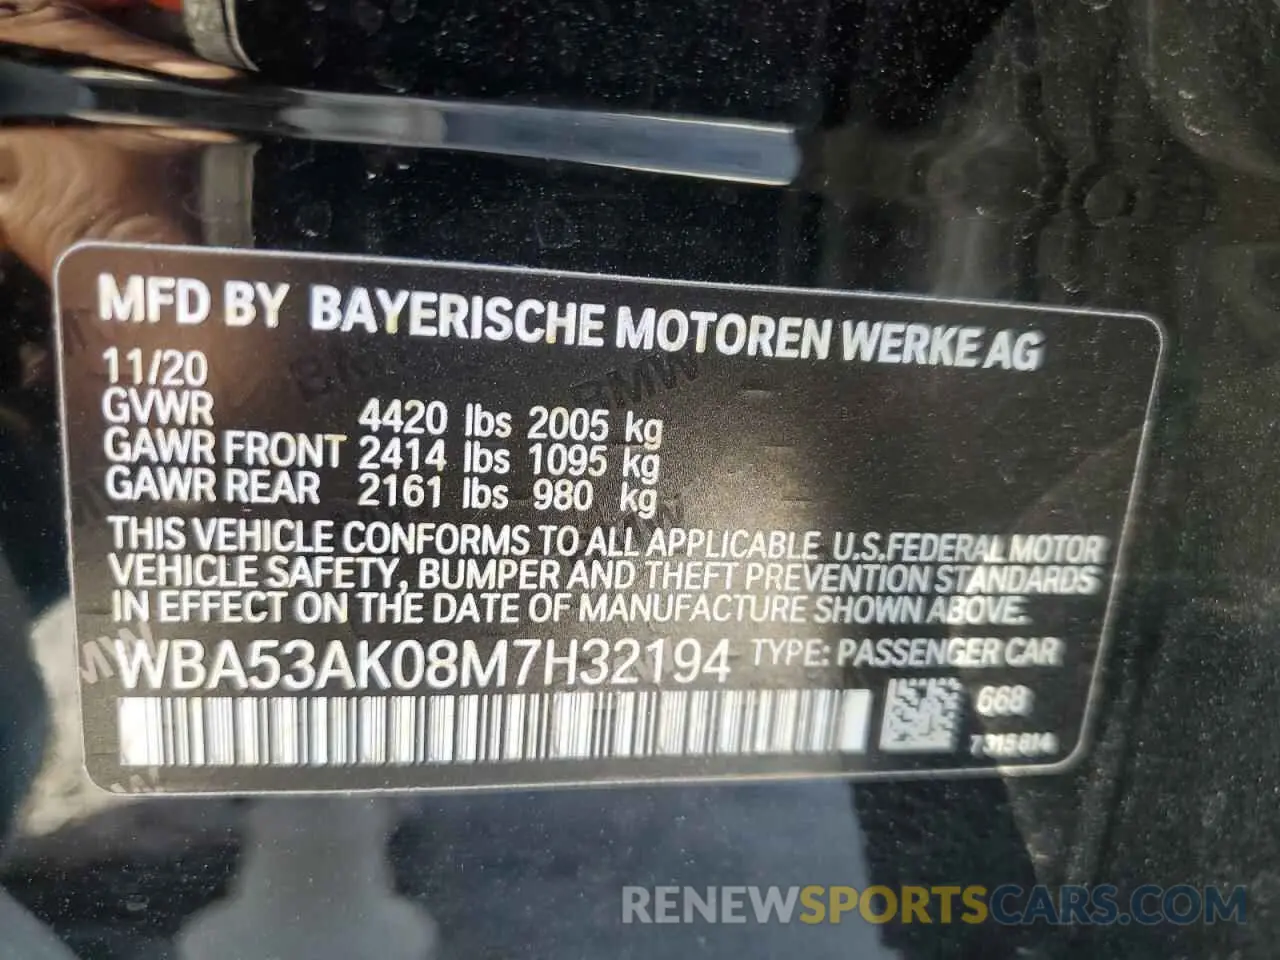 MFD BY BAYERISCHE MOTOREN WERKE AG
11/20
GVWR 4420 lbs 2005 kg
GAWR FRONT 2414 lbs 1095 kg
GAWR REAR 2161 lbs 980 kg
THIS VEHICLE CONFORMS TO ALL APPLICABLE U.S.FEDERAL MOTOR
VEHICLE SAFETY, BUMPER AND THEFT PREVENTION STANDARDS
IN EFFECT ON THE DATE OF MANUFACTURE SHOWN ABOVE.
WBA53AK08M7H32194 TYPE: PASSENGER CAR
668
7315614
RENEWSPORTSCARS.COM